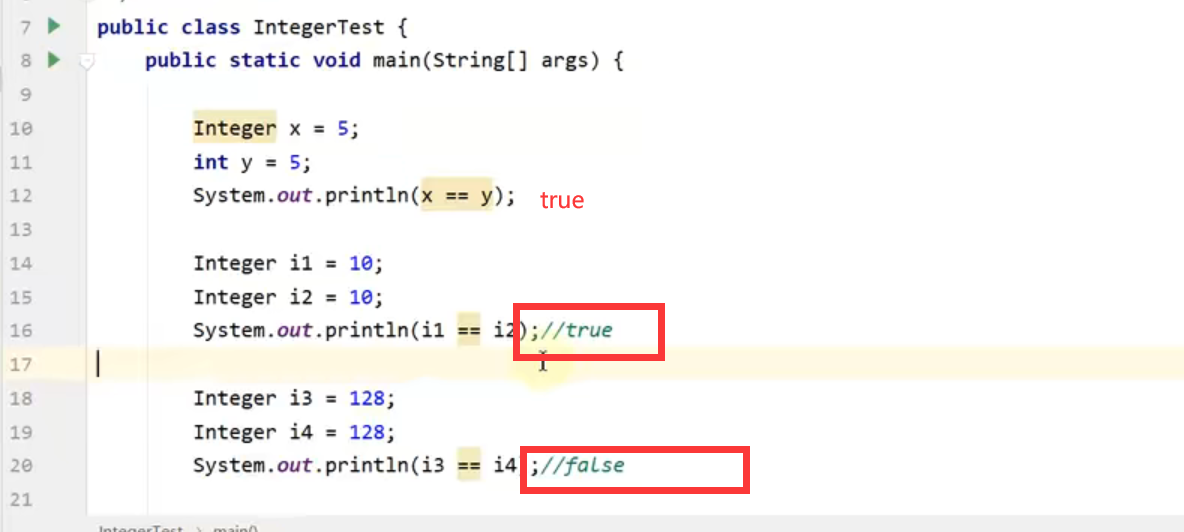 7 public class IntegerTest {
8 public static void main(String[] args) {
9
10 Integer x = 5;
11 int y = 5;
12 System.out.println(x == y); true
13
14 Integer i1 = 10;
15 Integer i2 = 10;
16 System.out.println(i1 == i2);//true
17
18 Integer i3 = 128;
19 Integer i4 = 128;
20 System.out.println(i3 == i4;//false
21
IntegerTest > main()